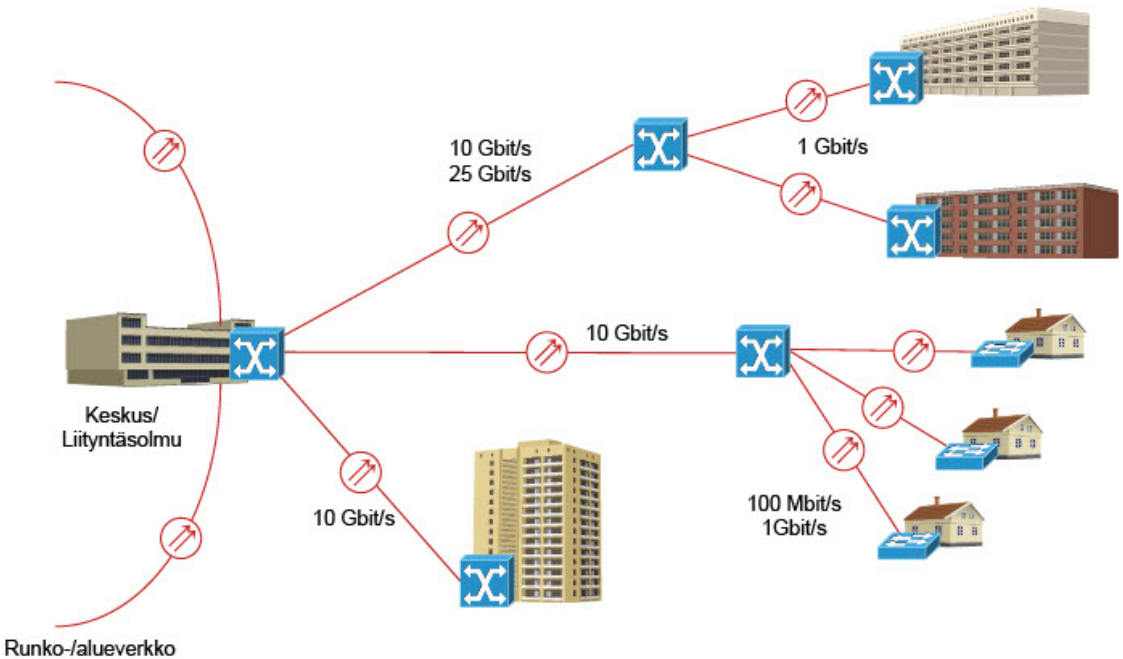 10 Gbit/s
25 Gbit/s
1 Gbit/s
10 Gbit/s
Keskus/
Liityntäsolmu
10 Gbit/s
100 Mbit/s
1Gbit/s
Runko-/alueverkko